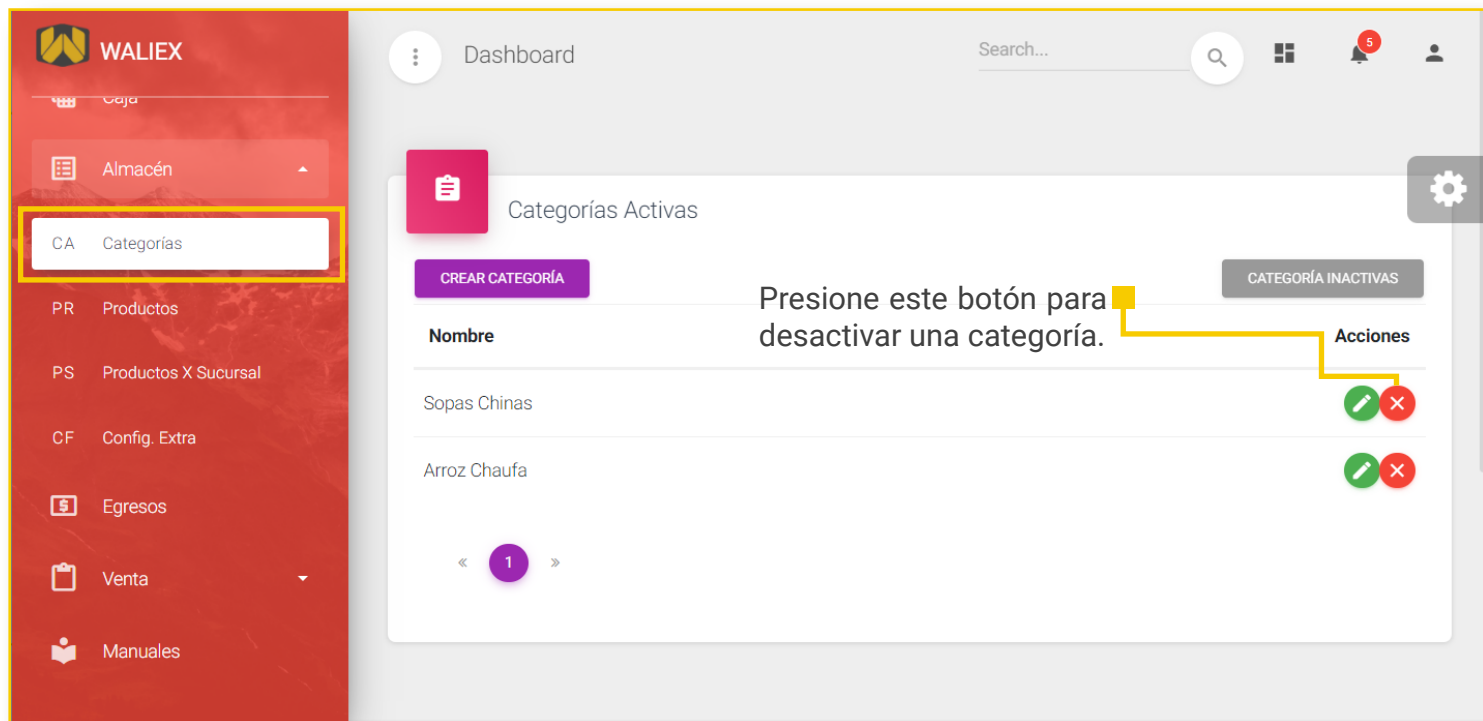 WALIEX
Caja
Almacén
CA Categorías
PR Productos
PS Productos X Sucursal
CF Config. Extra
Egresos
Venta
Manuales
Dashboard
Search...
5
Categorías Activas
CREAR CATEGORÍA
CATEGORÍA INACTIVAS
Presione este botón para
desactivar una categoría.
Nombre
Acciones
Sopas Chinas
Arroz Chaufa
« 1 »